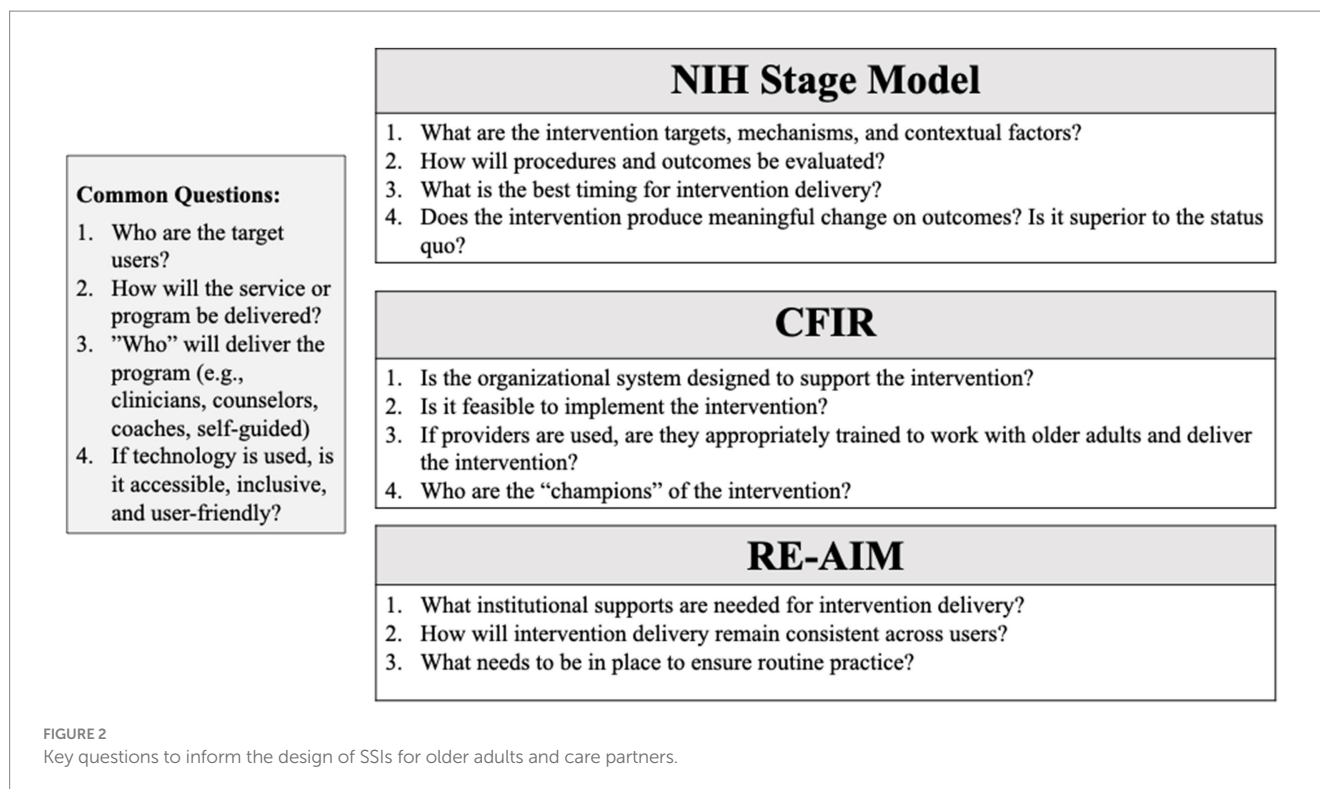 NIH Stage Model
1. What are the intervention targets, mechanisms, and contextual factors?
2. How will procedures and outcomes be evaluated?
3. What is the best timing for intervention delivery?
4. Does the intervention produce meaningful change on outcomes? Is it superior to the status
quo?
Common Questions:
1. Who are the target
users?
2. How will the service or
program be delivered?
3. ”Who” will deliver the
program (e.g.,
clinicians, counselors,
coaches, self-guided)
4. If technology is used, is
it accessible, inclusive,
and user-friendly?
CFIR
1. Is the organizational system designed to support the intervention?
2. Is it feasible to implement the intervention?
3. If providers are used, are they appropriately trained to work with older adults and deliver
the intervention?
4. Who are the “champions” of the intervention?
RE-AIM
1. What institutional supports are needed for intervention delivery?
2. How will intervention delivery remain consistent across users?
3. What needs to be in place to ensure routine practice?
FIGURE 2
Key questions to inform the design of SSIs for older adults and care partners.